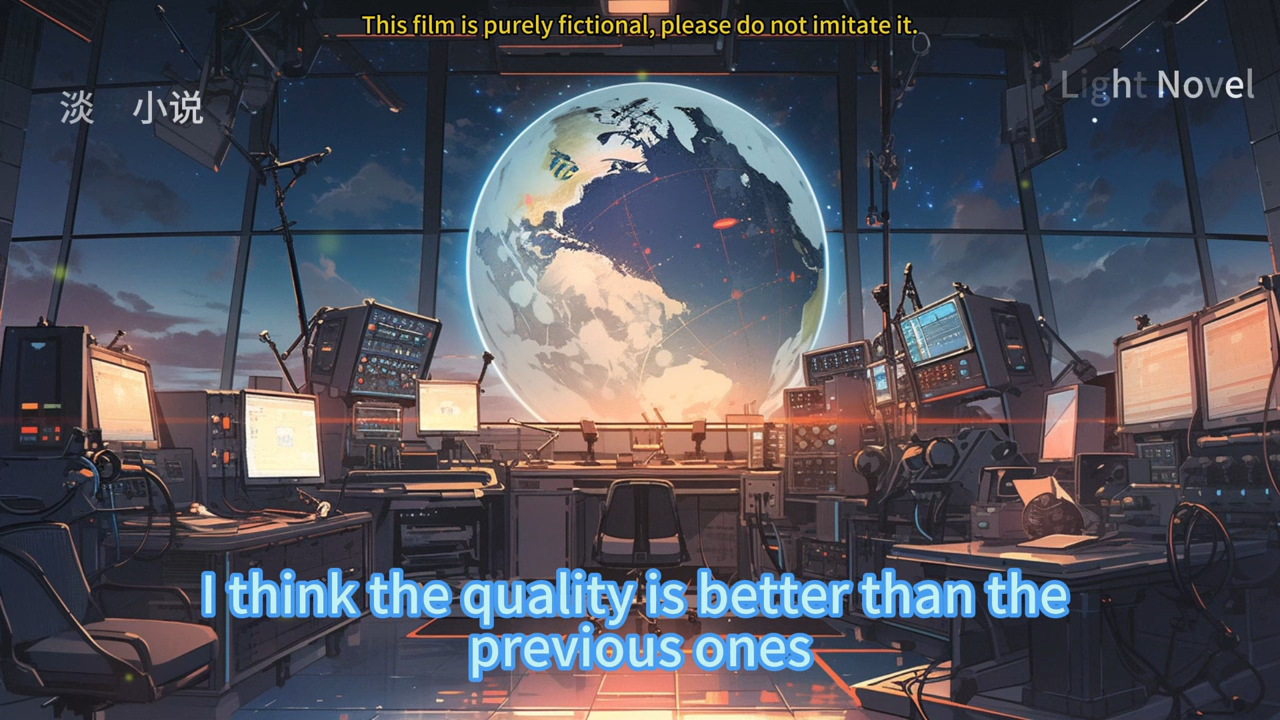 This film is purely fictional, please do not imitate it.
淡 小说
Light Novel
I think the quality is better than the
previous ones